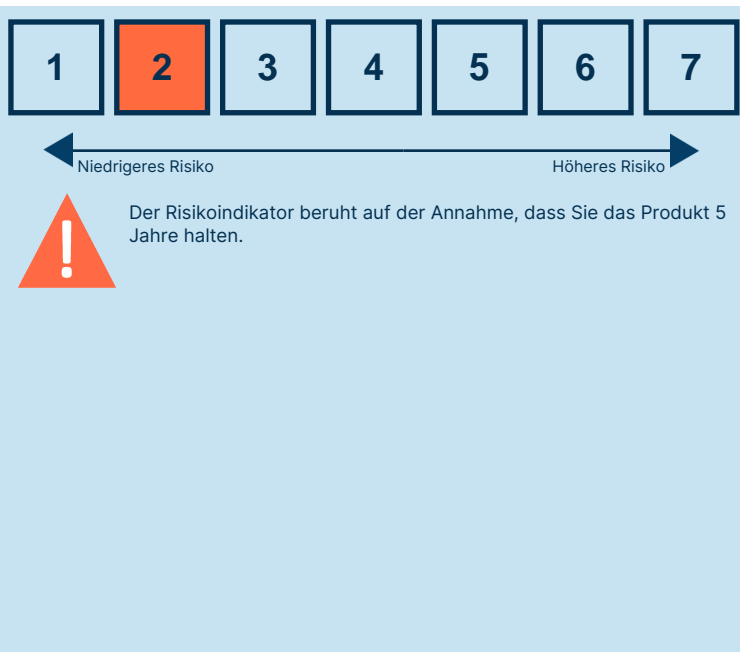 1 2 3 4 5 6 7
Niedrigeres Risiko Höheres Risiko
Der Risikoindikator beruht auf der Annahme, dass Sie das Produkt 5
Jahre halten.